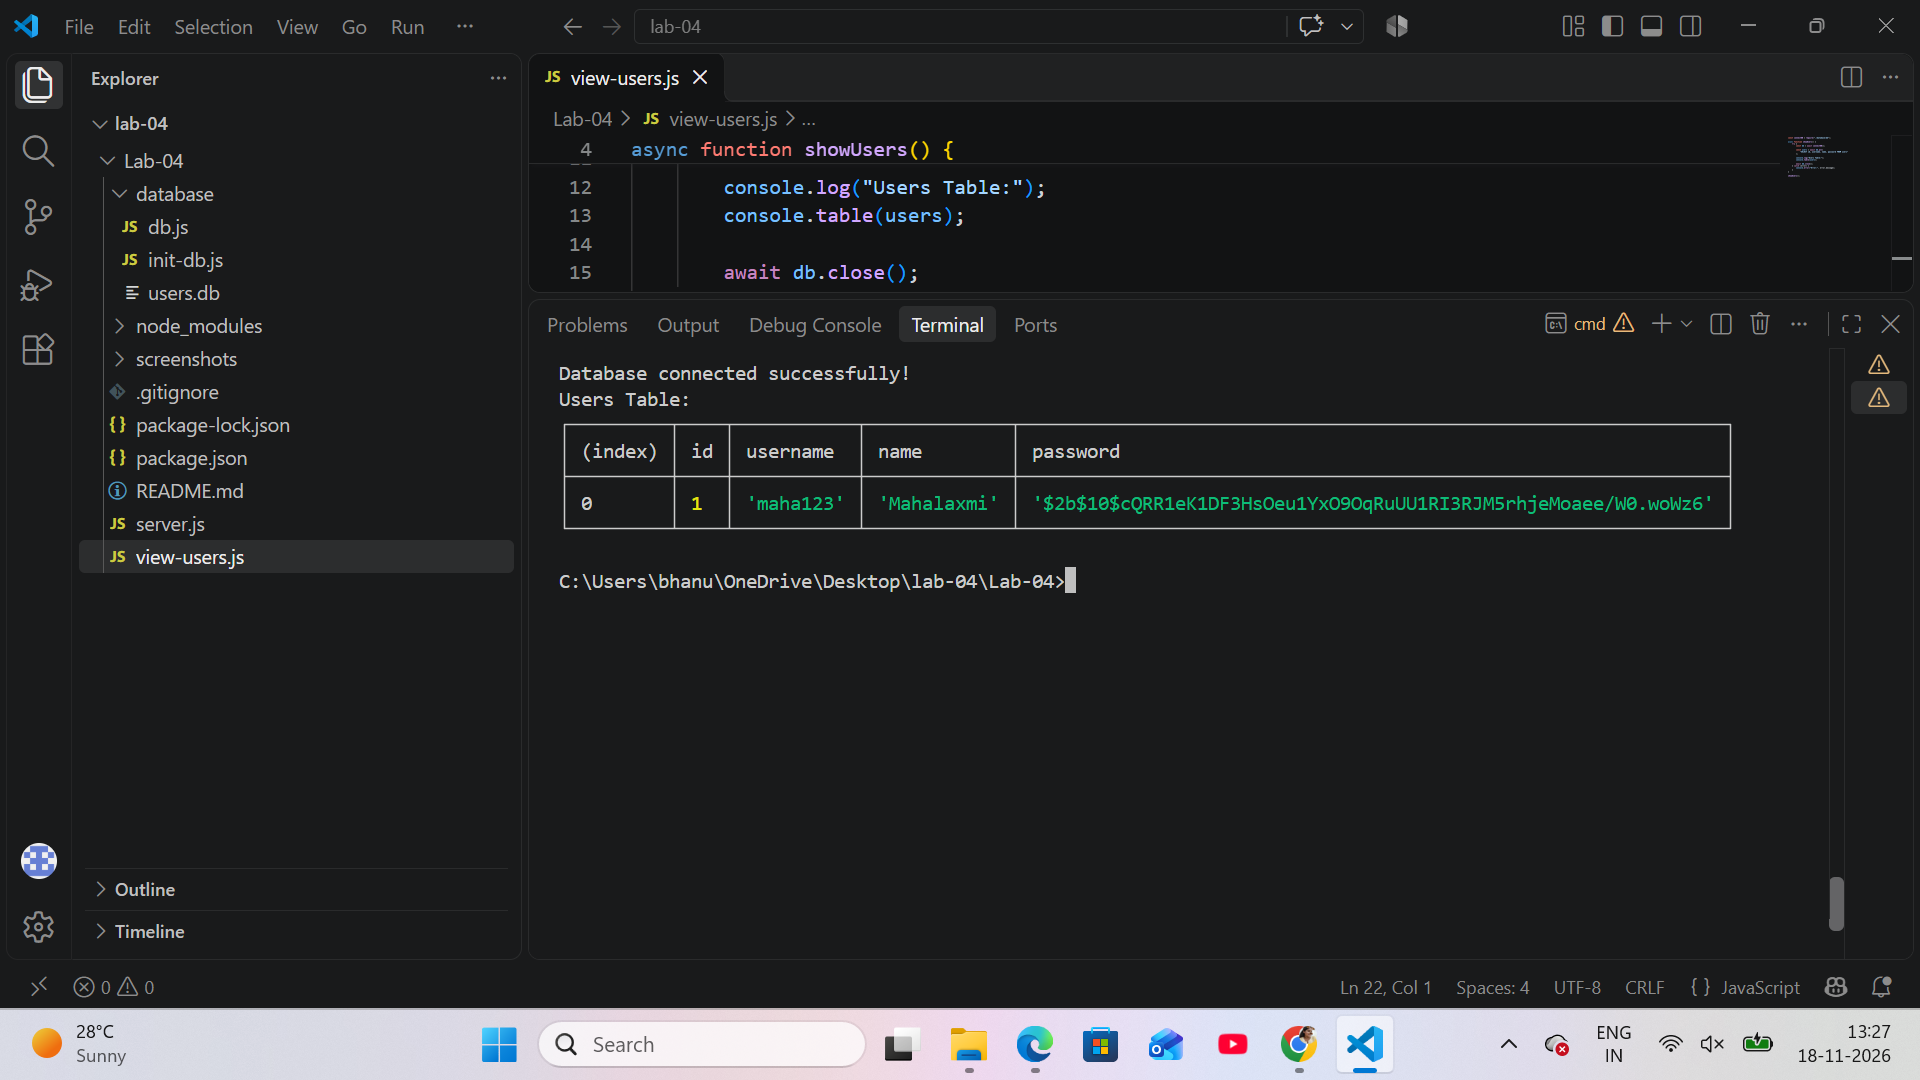 File Edit Selection View Go Run ...
lab-04
Explorer
lab-04
Lab-04
database
JS db.js
JS init-db.js
users.db
node_modules
screenshots
.gitignore
{} package-lock.json
{} package.json
README.md
JS server.js
JS view-users.js
Outline
Timeline
JS view-users.js
Lab-04 > JS view-users.js > ...
4 async function showUsers() {
12 console.log("Users Table:");
13 console.table(users);
14
15 await db.close();
Problems Output Debug Console Terminal Ports
cmd
Database connected successfully!
Users Table:
(index) id username name password
0 1 'maha123' 'Mahalaxmi' '$2b$10$cQRR1eK1DF3HsOeu1YxO9OqRuUU1RI3RJM5rhjeMoaee/W0.woWz6'
C:\Users\bhanu\OneDrive\Desktop\lab-04\Lab-04>
0 0
Ln 22, Col 1 Spaces: 4 UTF-8 CRLF {} JavaScript
28°C
Sunny
Search
ENG
IN
13:27
18-11-2026